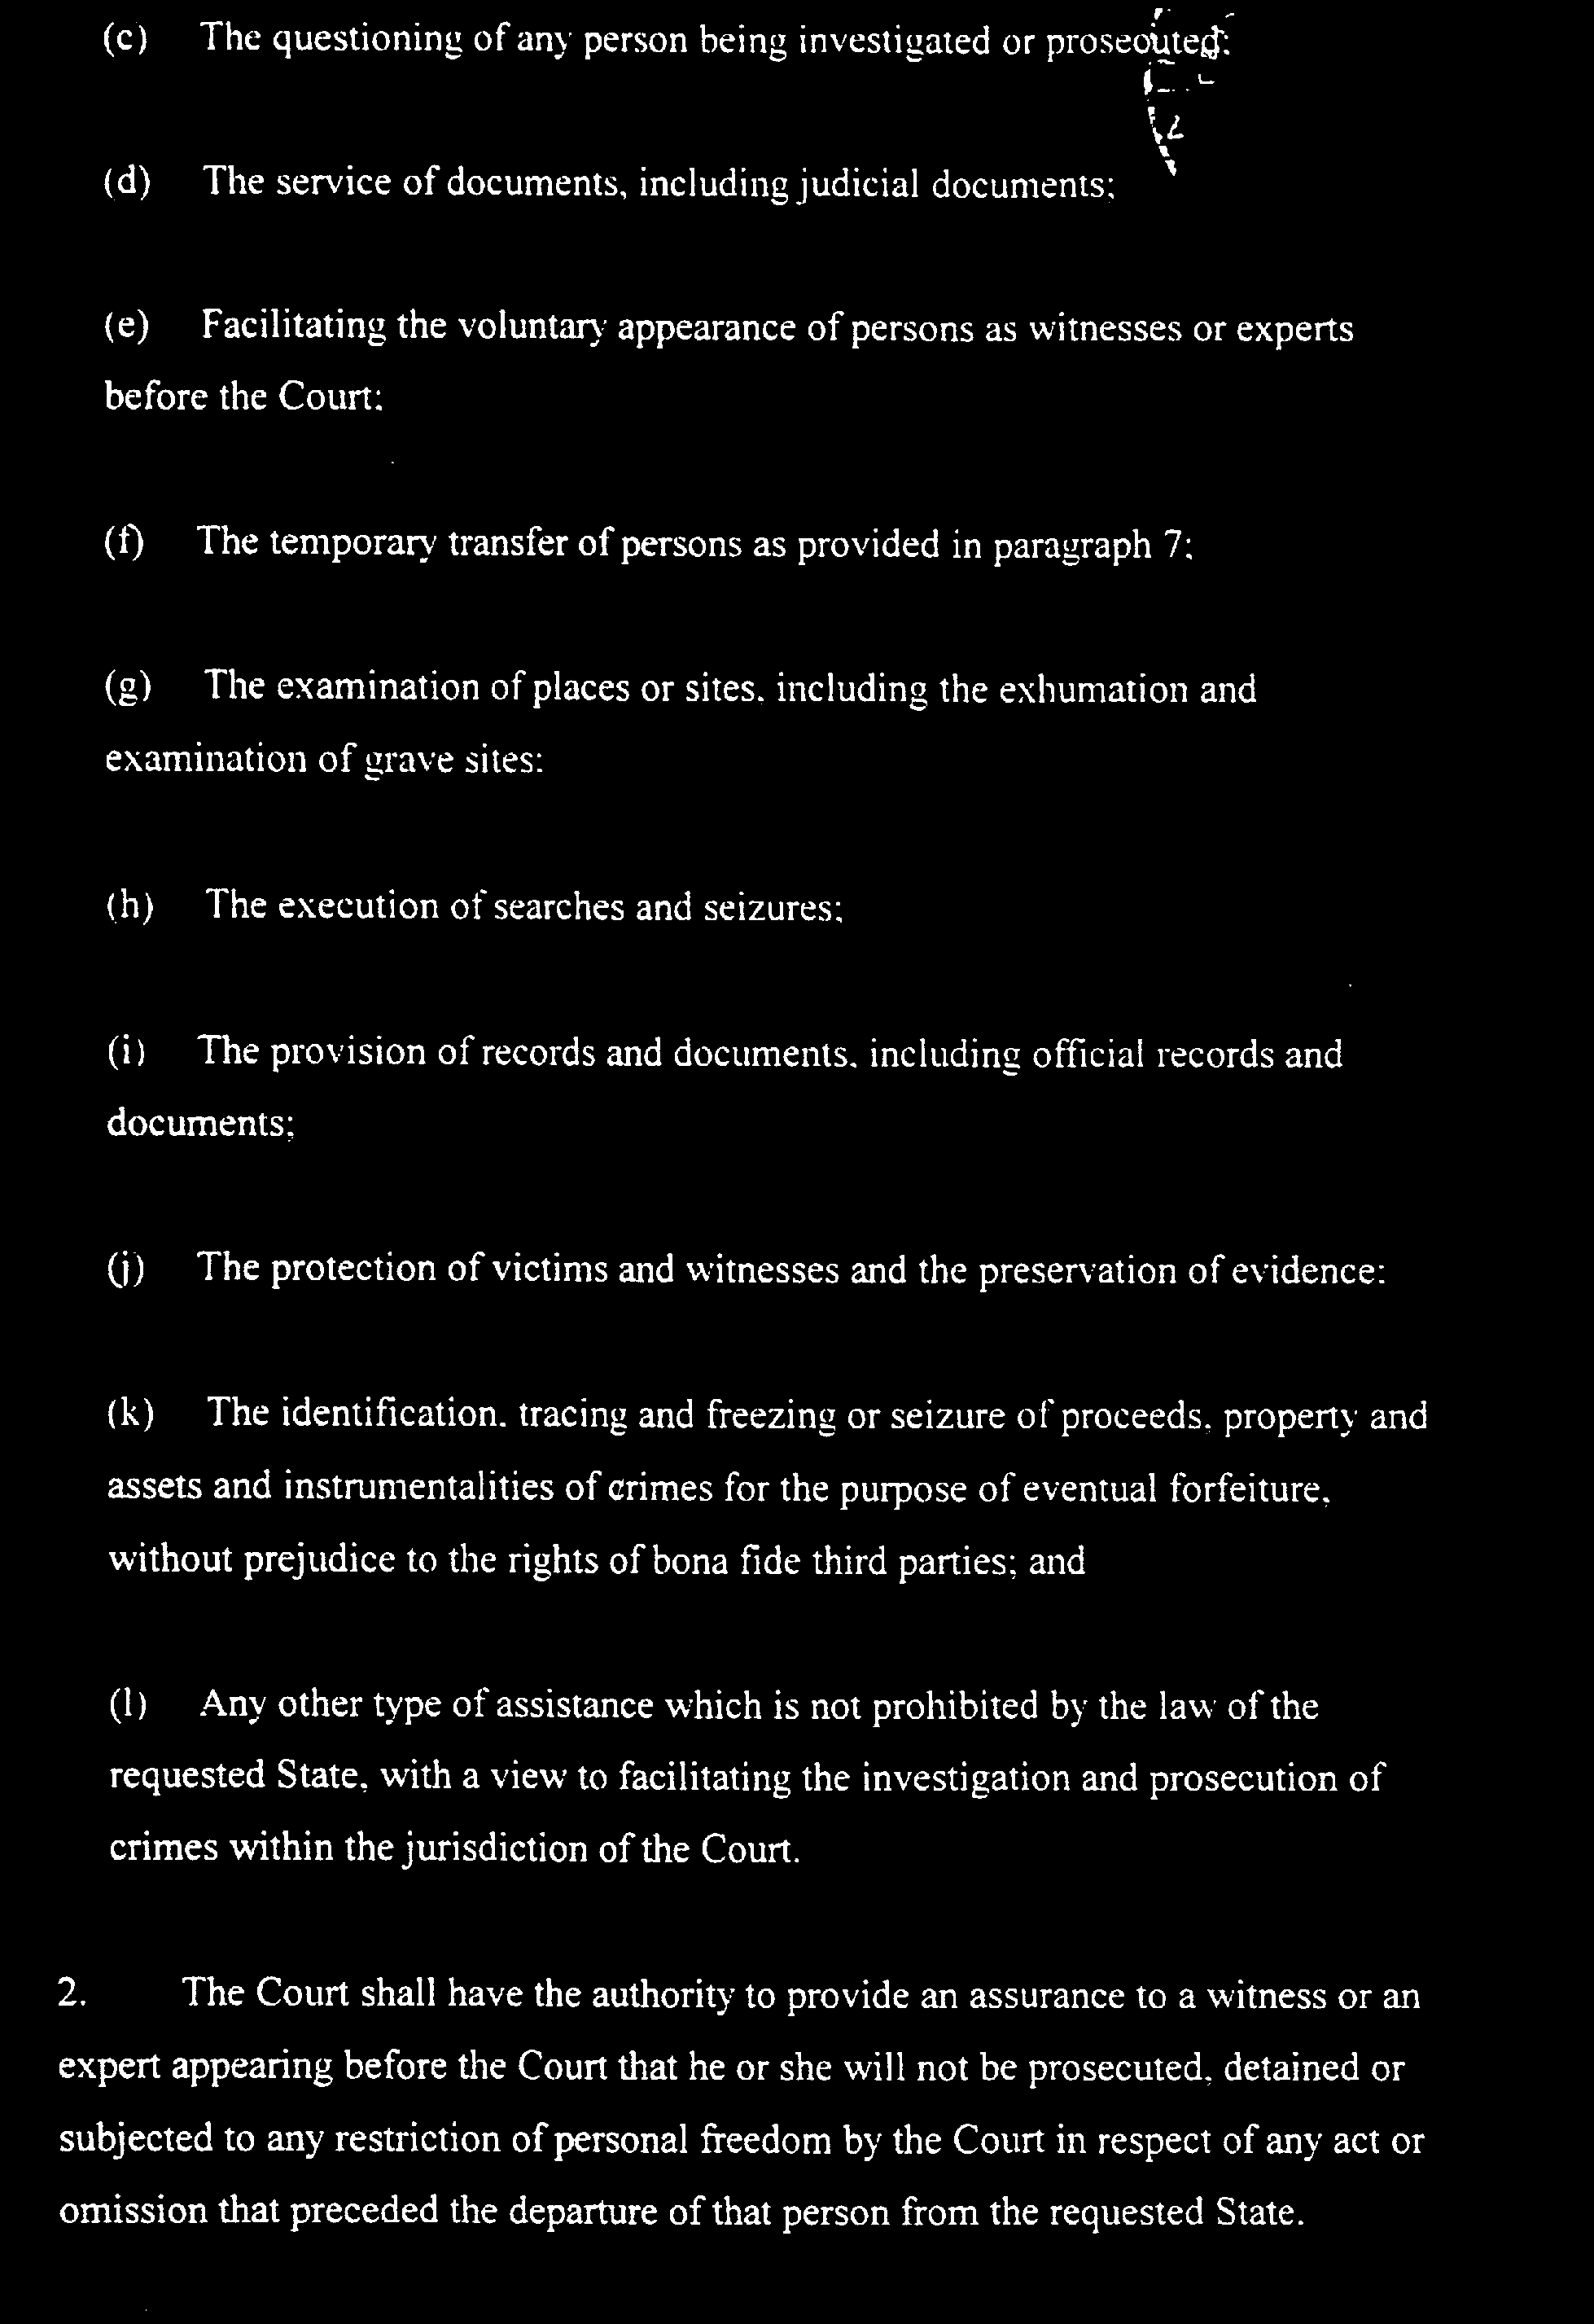 (c) The questioning of any person being investigated or prosecuted;
(d) The service of documents, including judicial documents;
(e) Facilitating the voluntary appearance of persons as witnesses or experts
before the Court;
(f) The temporary transfer of persons as provided in paragraph 7;
(g) The examination of places or sites, including the exhumation and
examination of grave sites;
(h) The execution of searches and seizures;
(i) The provision of records and documents, including official records and
documents;
(j) The protection of victims and witnesses and the preservation of evidence;
(k) The identification, tracing and freezing or seizure of proceeds, property and
assets and instrumentalities of crimes for the purpose of eventual forfeiture,
without prejudice to the rights of bona fide third parties; and
(l) Any other type of assistance which is not prohibited by the law of the
requested State, with a view to facilitating the investigation and prosecution of
crimes within the jurisdiction of the Court.
2. The Court shall have the authority to provide an assurance to a witness or an
expert appearing before the Court that he or she will not be prosecuted, detained or
subjected to any restriction of personal freedom by the Court in respect of any act or
omission that preceded the departure of that person from the requested State.